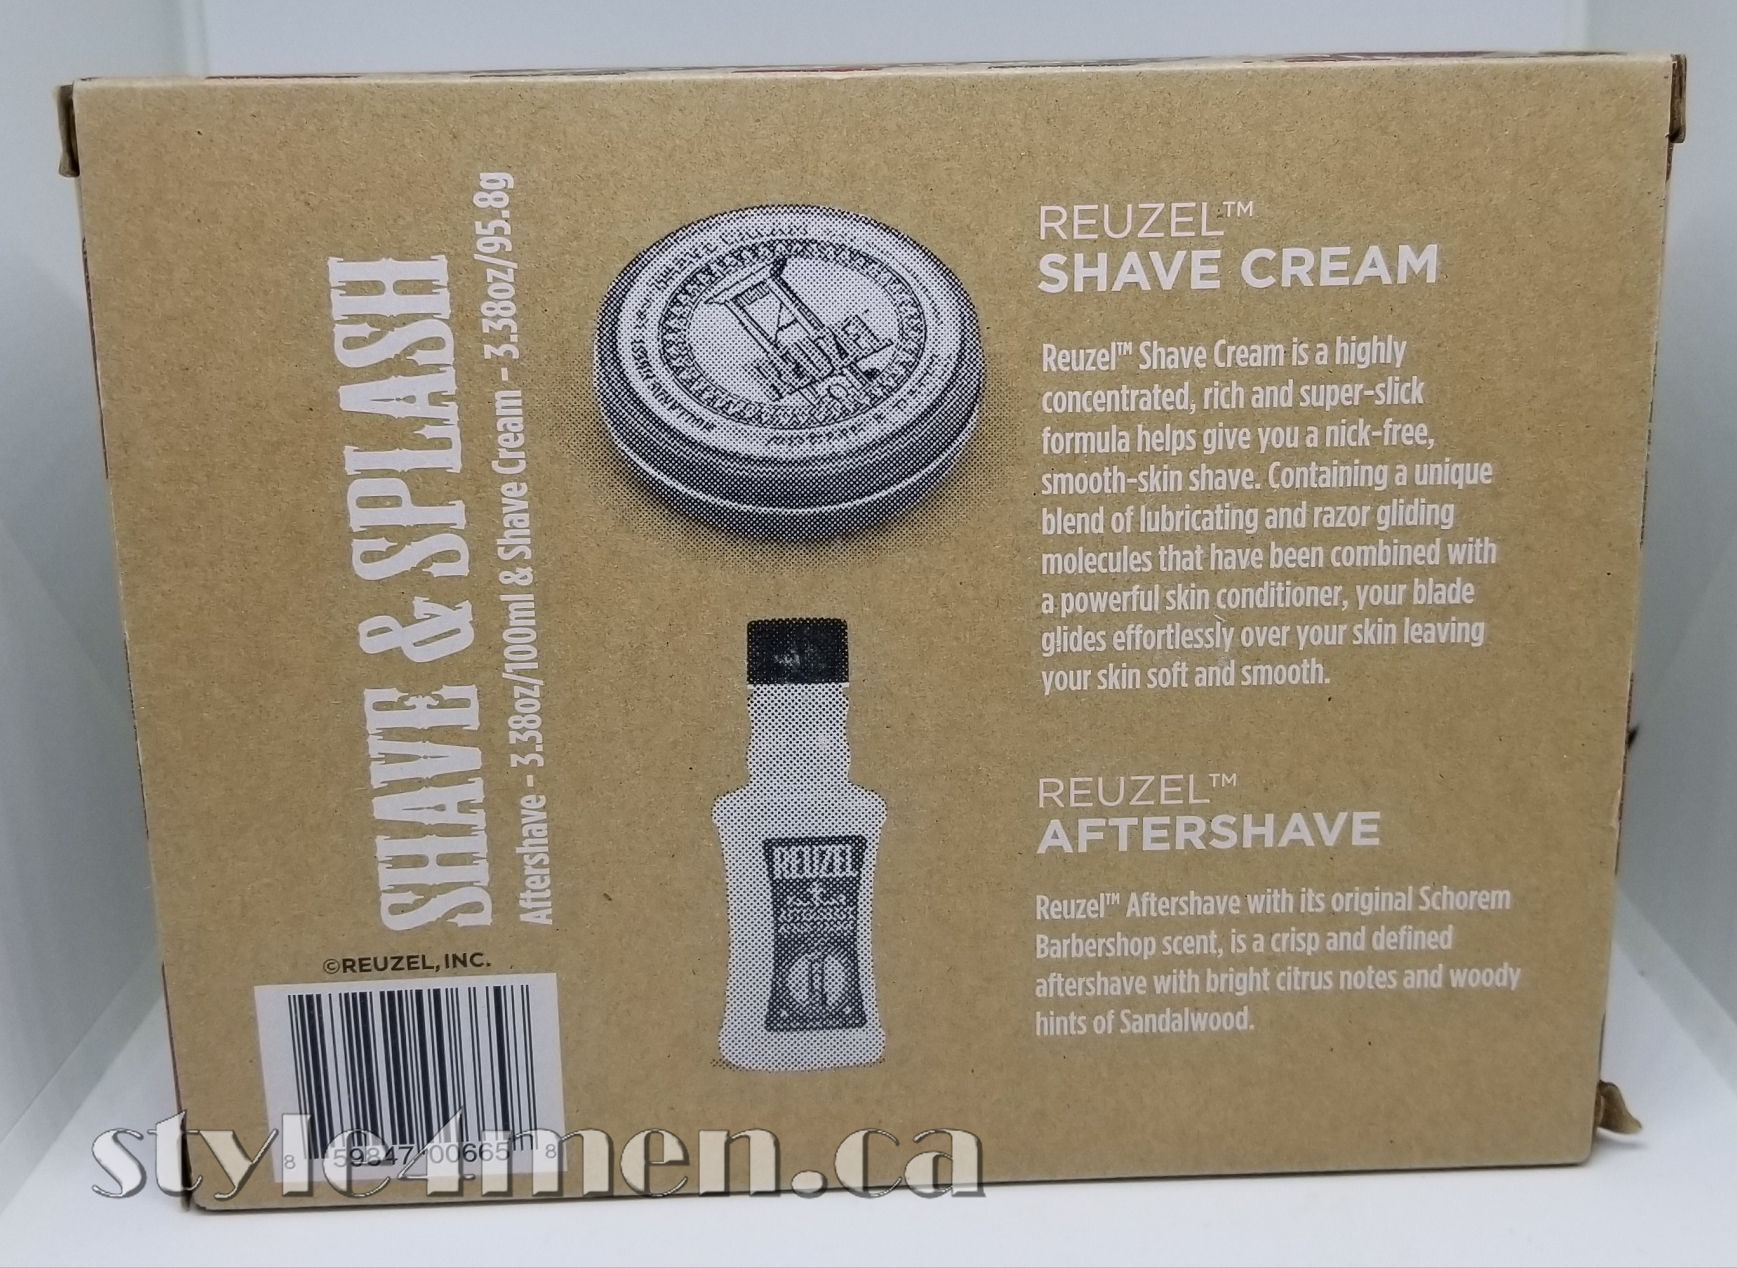 SHAVE & SPLASH
Aftershave - 3.38oz/100ml & Shave Cream - 3.38oz/95.8g
©REUZEL, INC.
8 59847 00665 8
REUZEL
REUZEL™
SHAVE CREAM
Reuzel™ Shave Cream is a highly
concentrated, rich and super-slick
formula helps give you a nick-free,
smooth-skin shave. Containing a unique
blend of lubricating and razor gliding
molecules that have been combined with
a powerful skin conditioner, your blade
glides effortlessly over your skin leaving
your skin soft and smooth.
REUZEL™
AFTERSHAVE
Reuzel™ Aftershave with its original Schorem
Barbershop scent, is a crisp and defined
aftershave with bright citrus notes and woody
hints of Sandalwood.
style4men.ca